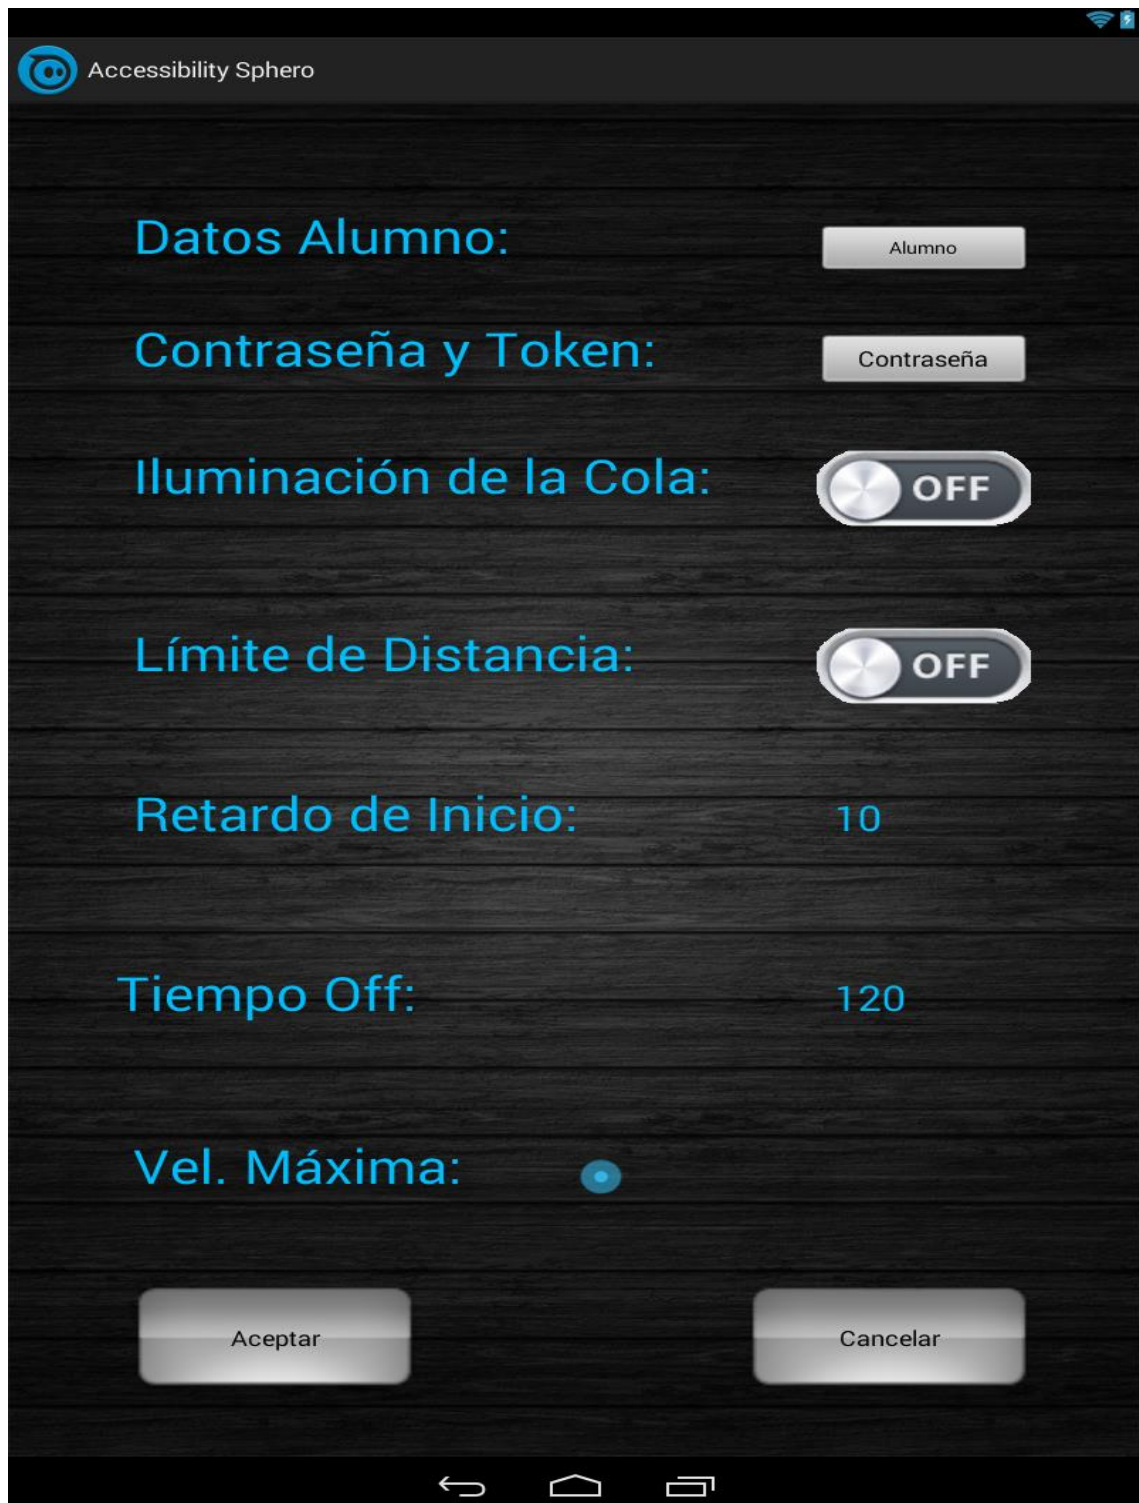 Accessibility Sphero
Datos Alumno:
Alumno
Contraseña y Token:
Contraseña
Iluminación de la Cola:
OFF
Límite de Distancia:
OFF
Retardo de Inicio:
10
Tiempo Off:
120
Vel. Máxima:
Aceptar
Cancelar